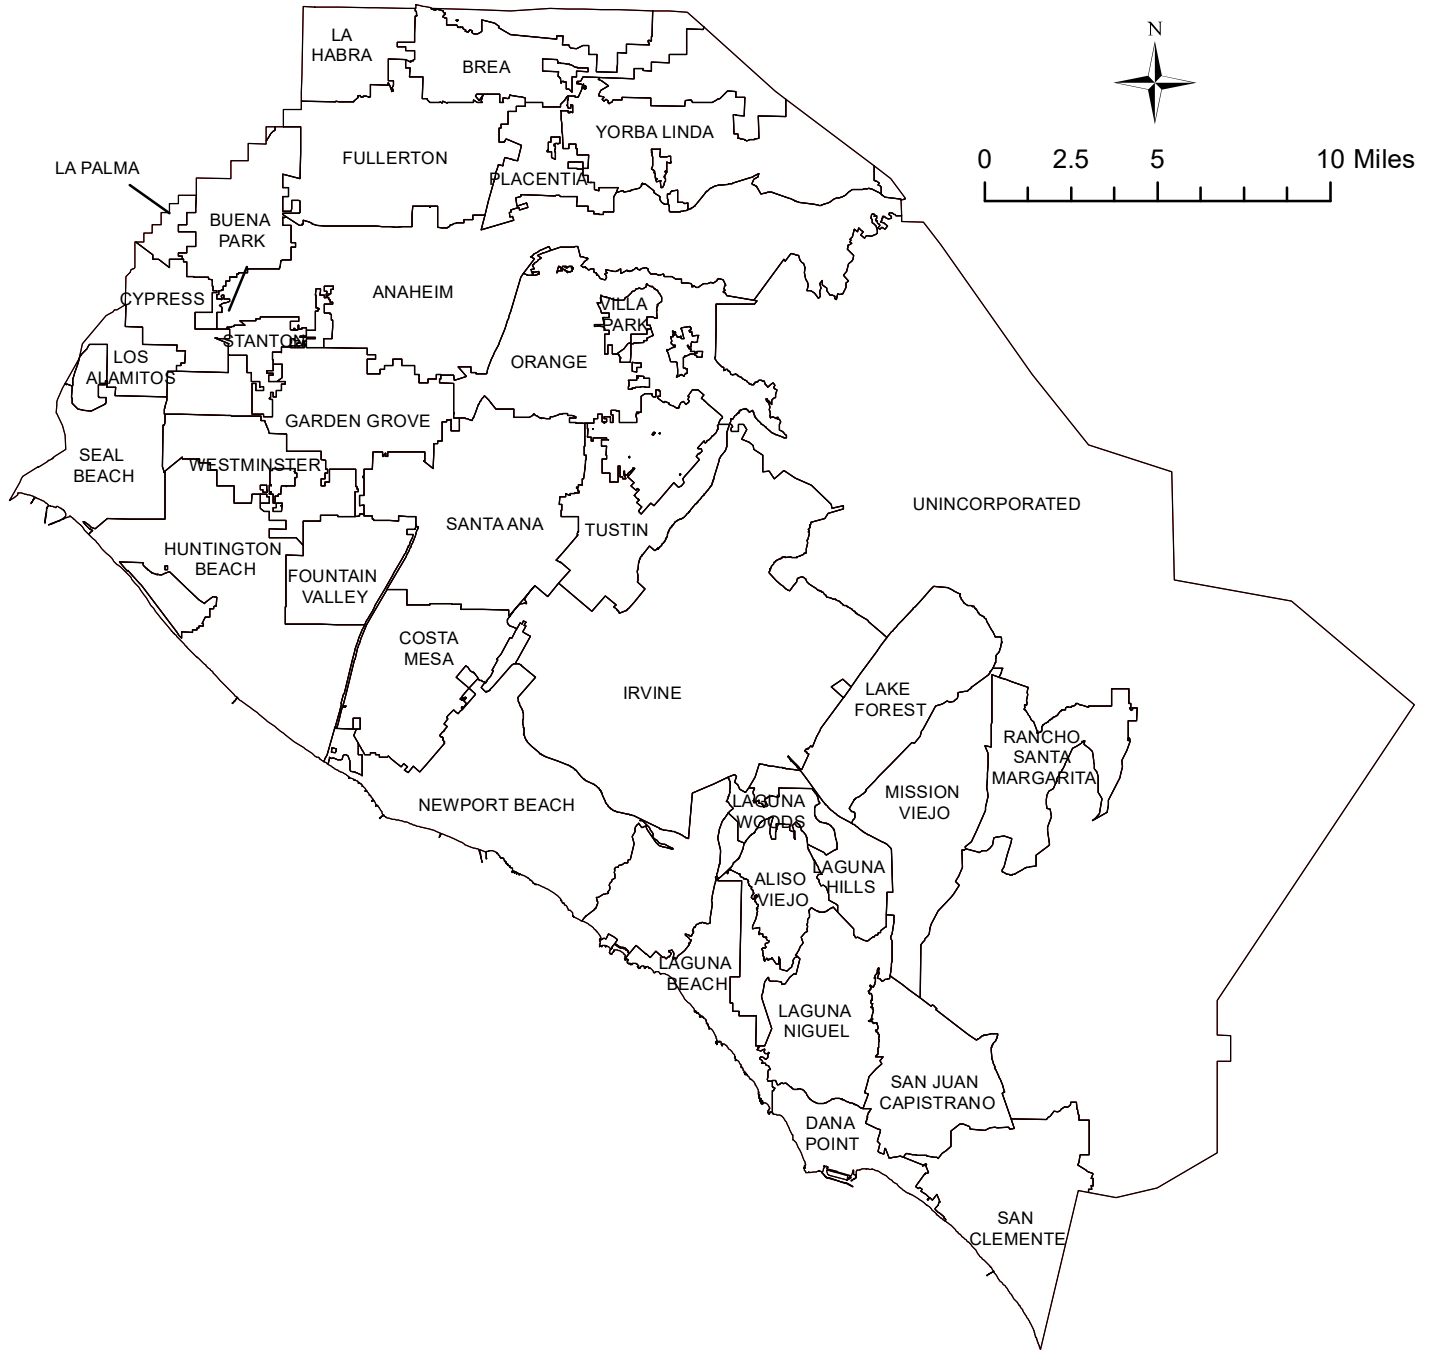 N
0 2.5 5 10 Miles
LA
HABRA
BREA
YORBA LINDA
FULLERTON
LA PALMA
PLACENTIA
BUENA
PARK
ANAHEIM
CYPRESS
VILLA
PARK
STANTON
LOS
ALAMITOS
ORANGE
GARDEN GROVE
SEAL
BEACH
WESTMINSTER
UNINCORPORATED
SANTA ANA
TUSTIN
HUNTINGTON
BEACH
FOUNTAIN
VALLEY
COSTA
MESA
IRVINE
LAKE
FOREST
RANCHO
SANTA
MARGARITA
MISSION
VIEJO
NEWPORT BEACH
LAGUNA
WOODS
LAGUNA
HILLS
ALISO
VIEJO
LAGUNA
BEACH
LAGUNA
NIGUEL
SAN JUAN
CAPISTRANO
DANA
POINT
SAN
CLEMENTE